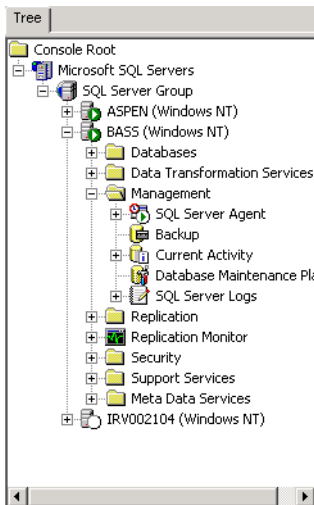 Tree
Console Root
Microsoft SQL Servers
SQL Server Group
ASPEN (Windows NT)
BASS (Windows NT)
Databases
Data Transformation Services
Management
SQL Server Agent
Backup
Current Activity
Database Maintenance Pla
SQL Server Logs
Replication
Replication Monitor
Security
Support Services
Meta Data Services
IRV002104 (Windows NT)